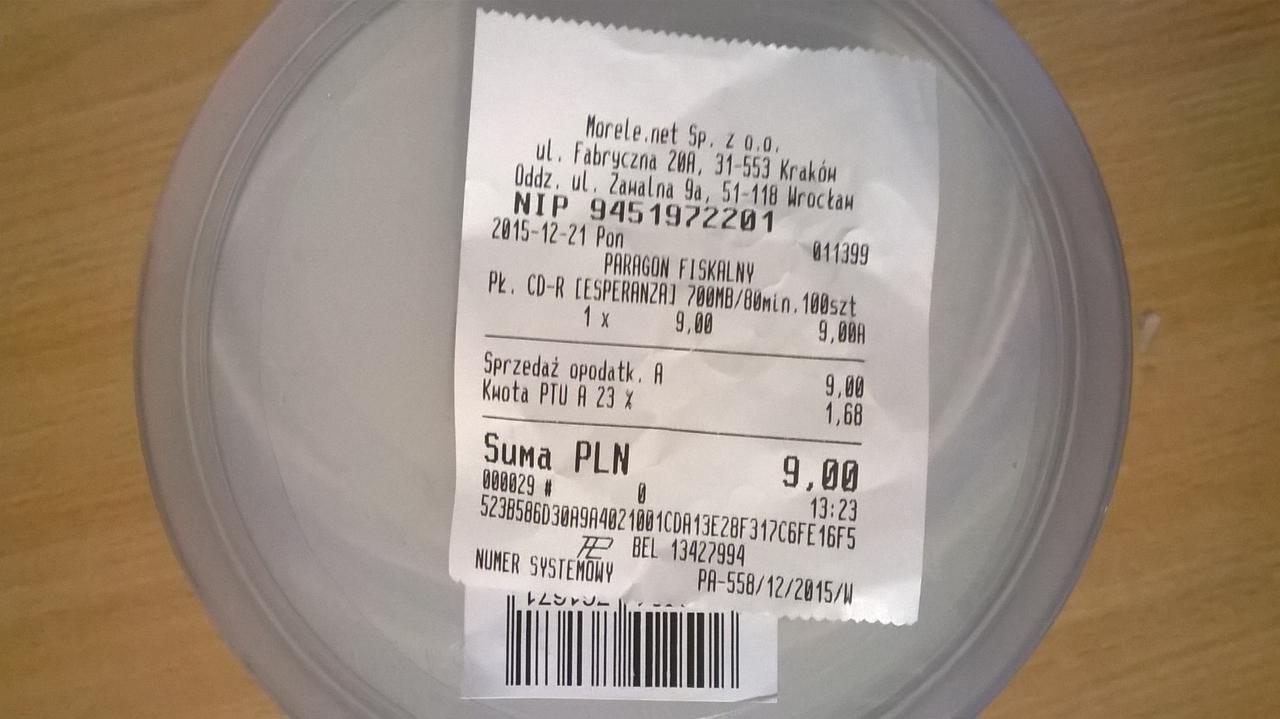 Morele.net Sp. z o.o.
ul. Fabryczna 20A, 31-553 Kraków
Oddz. ul. Zawalna 9a, 51-118 Wrocław
NIP 9451972201
2015-12-21 Pon 011399
PARAGON FISKALNY
PŁ. CD-R [ESPERANZA] 700MB/80min.100szt
1 x 9,00 9,00A
Sprzedaż opodatk. A 9,00
Kwota PTU A 23 % 1,68
Suma PLN 9,00
000029 # 0 13:23
523B586D30A9A4021001CDA13E28F317C6FE16F5
BEL 13427994
NUMER SYSTEMOWY PA-558/12/2015/W